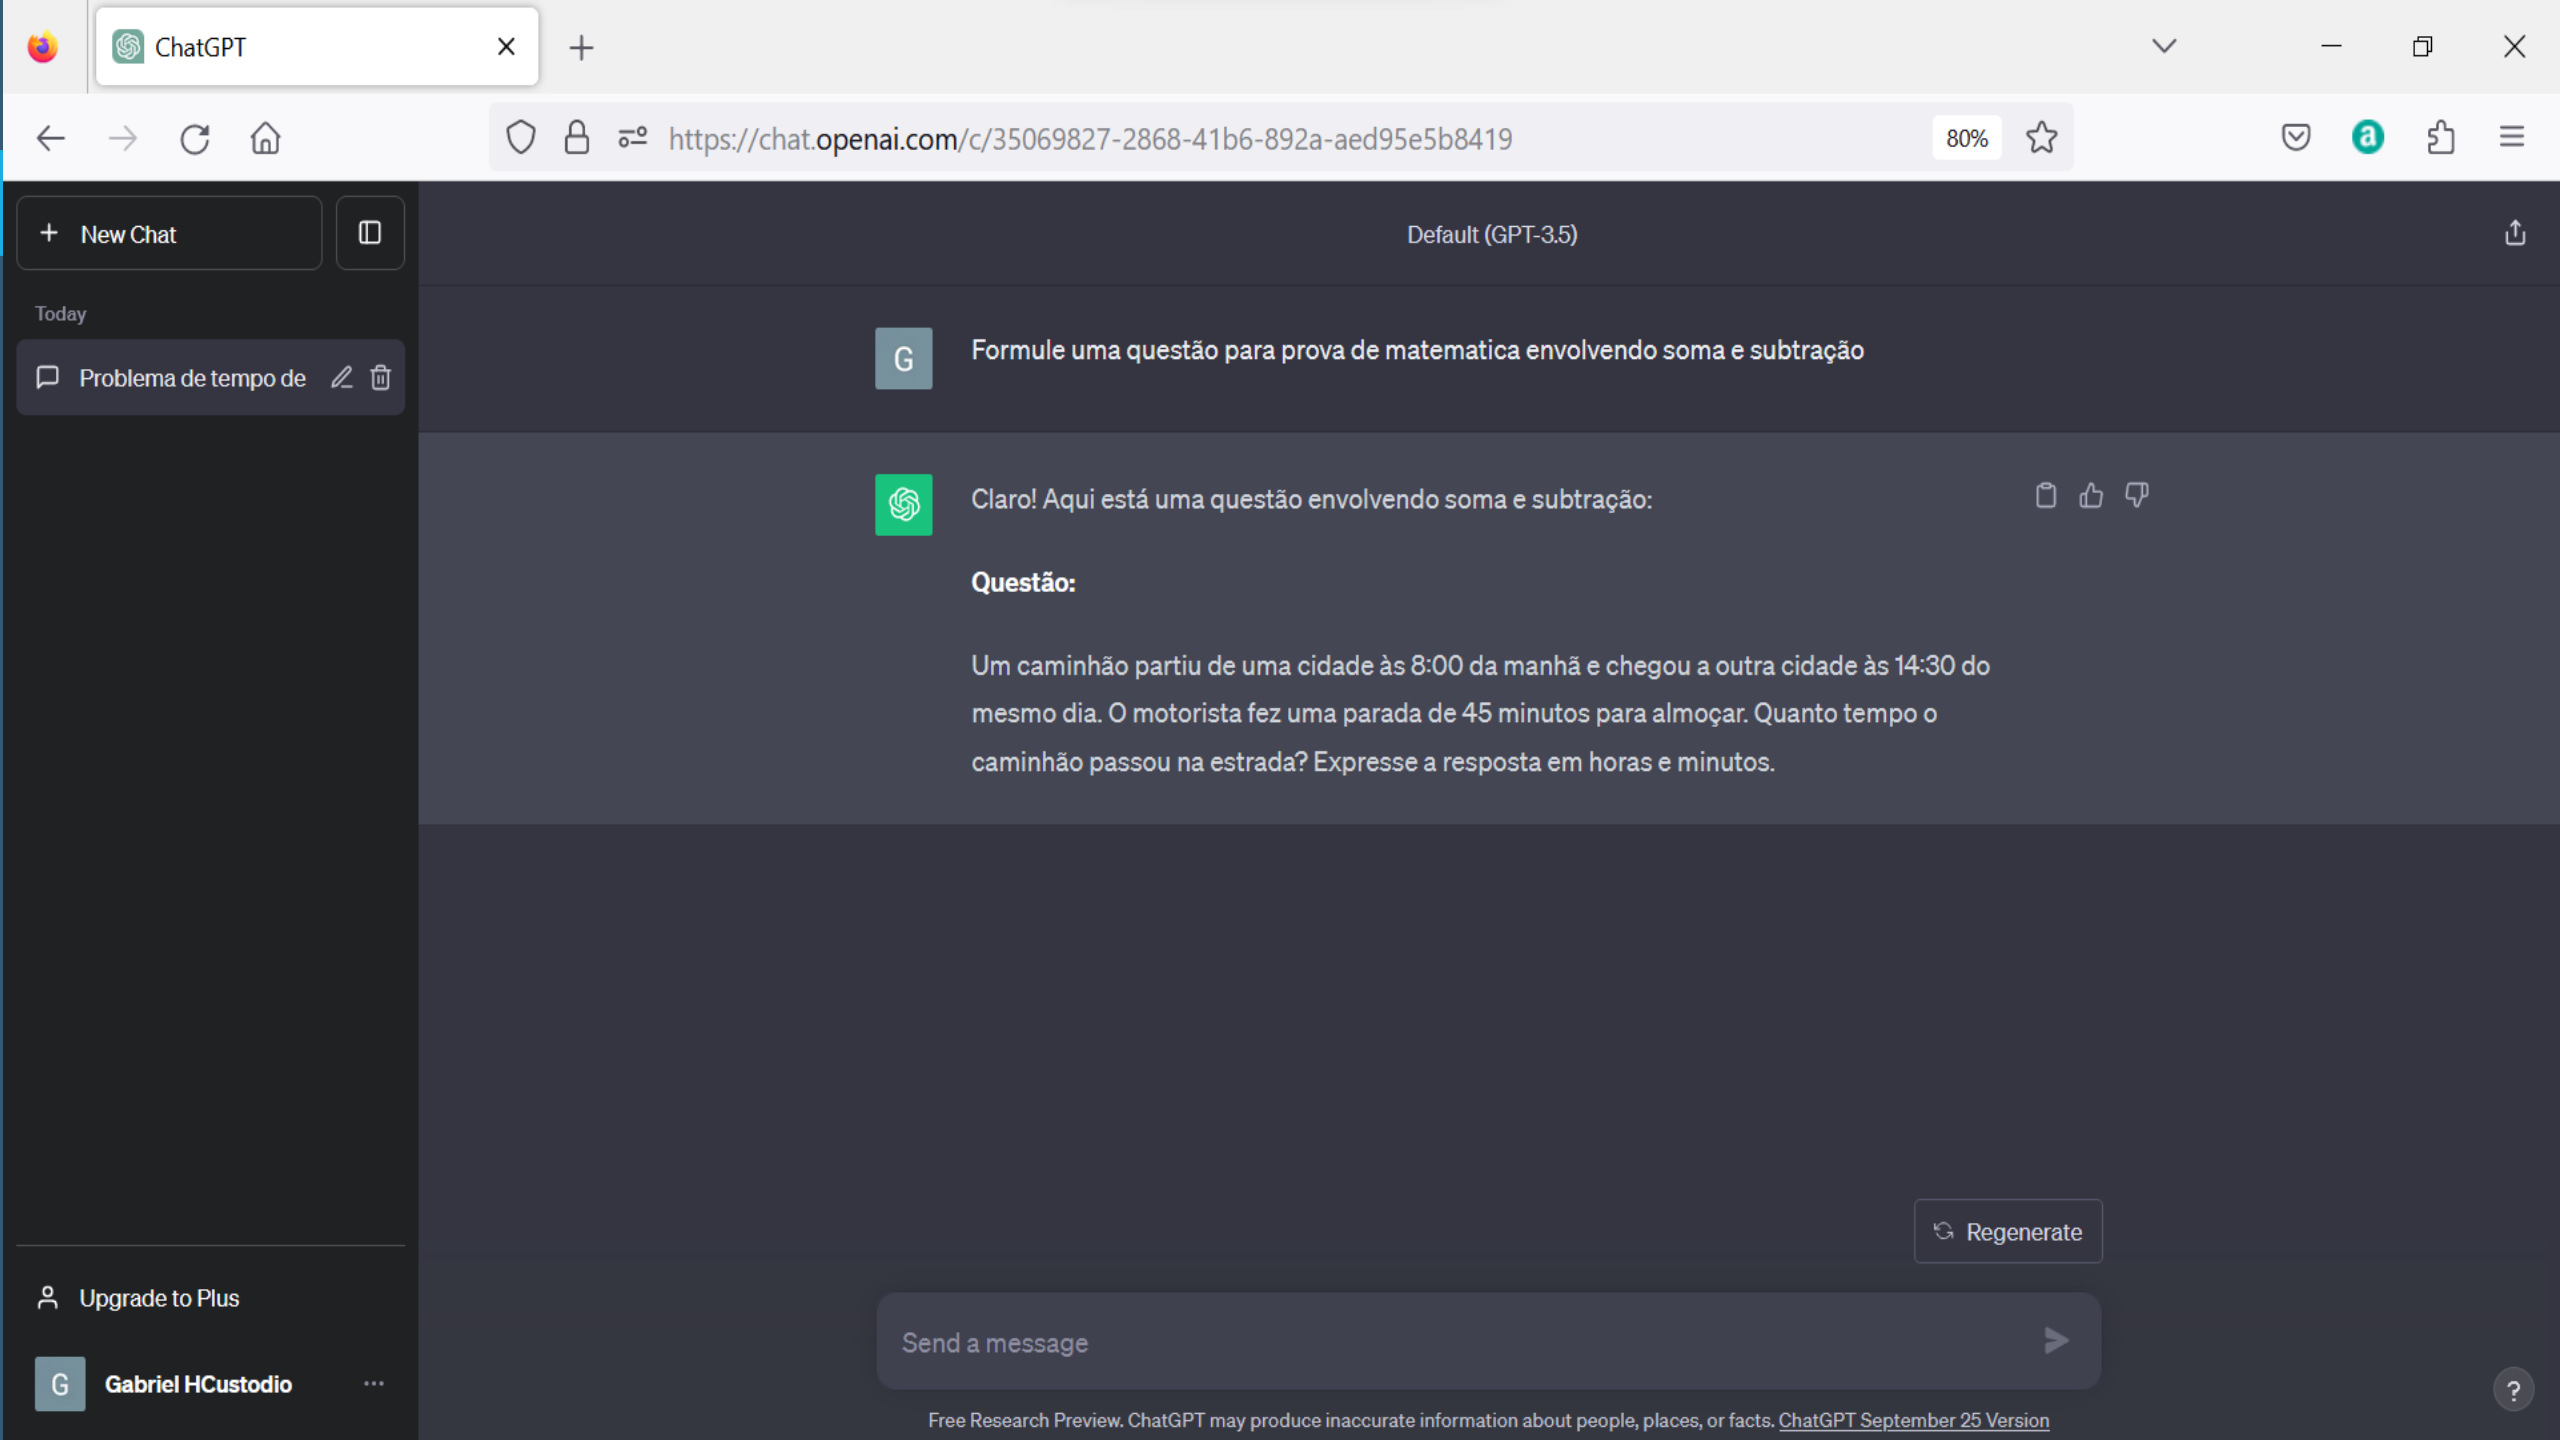 ChatGPT
https://chat.openai.com/c/35069827-2868-41b6-892a-aed95e5b8419
80%
a
New Chat
Today
Problema de tempo de
Default (GPT-3.5)
G
Formule uma questão para prova de matematica envolvendo soma e subtração
Claro! Aqui está uma questão envolvendo soma e subtração:
Questão:
Um caminhão partiu de uma cidade às 8:00 da manhã e chegou a outra cidade às 14:30 do
mesmo dia. O motorista fez uma parada de 45 minutos para almoçar. Quanto tempo o
caminhão passou na estrada? Expresse a resposta em horas e minutos.
Regenerate
Upgrade to Plus
G
Gabriel HCustodio
Send a message
?
Free Research Preview. ChatGPT may produce inaccurate information about people, places, or facts. ChatGPT September 25 Version